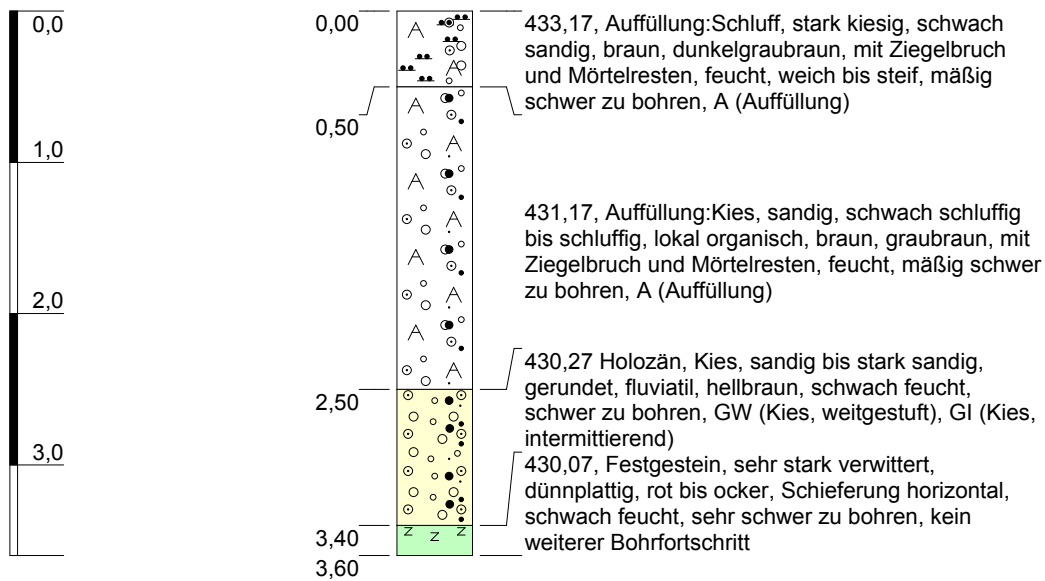 0,0
0,00
433,17, Auffüllung:Schluff, stark kiesig, schwach
sandig, braun, dunkelgraubraun, mit Ziegelbruch
und Mörtelresten, feucht, weich bis steif, mäßig
schwer zu bohren, A (Auffüllung)
0,50
1,0
431,17, Auffüllung:Kies, sandig, schwach schluffig
bis schluffig, lokal organisch, braun, graubraun, mit
Ziegelbruch und Mörtelresten, feucht, mäßig schwer
zu bohren, A (Auffüllung)
2,0
430,27 Holozän, Kies, sandig bis stark sandig,
gerundet, fluviatil, hellbraun, schwach feucht,
schwer zu bohren, GW (Kies, weitgestuft), GI (Kies,
intermittierend)
2,50
3,0
430,07, Festgestein, sehr stark verwittert,
dünnplattig, rot bis ocker, Schieferung horizontal,
schwach feucht, sehr schwer zu bohren, kein
weiterer Bohrfortschritt
3,40
3,60